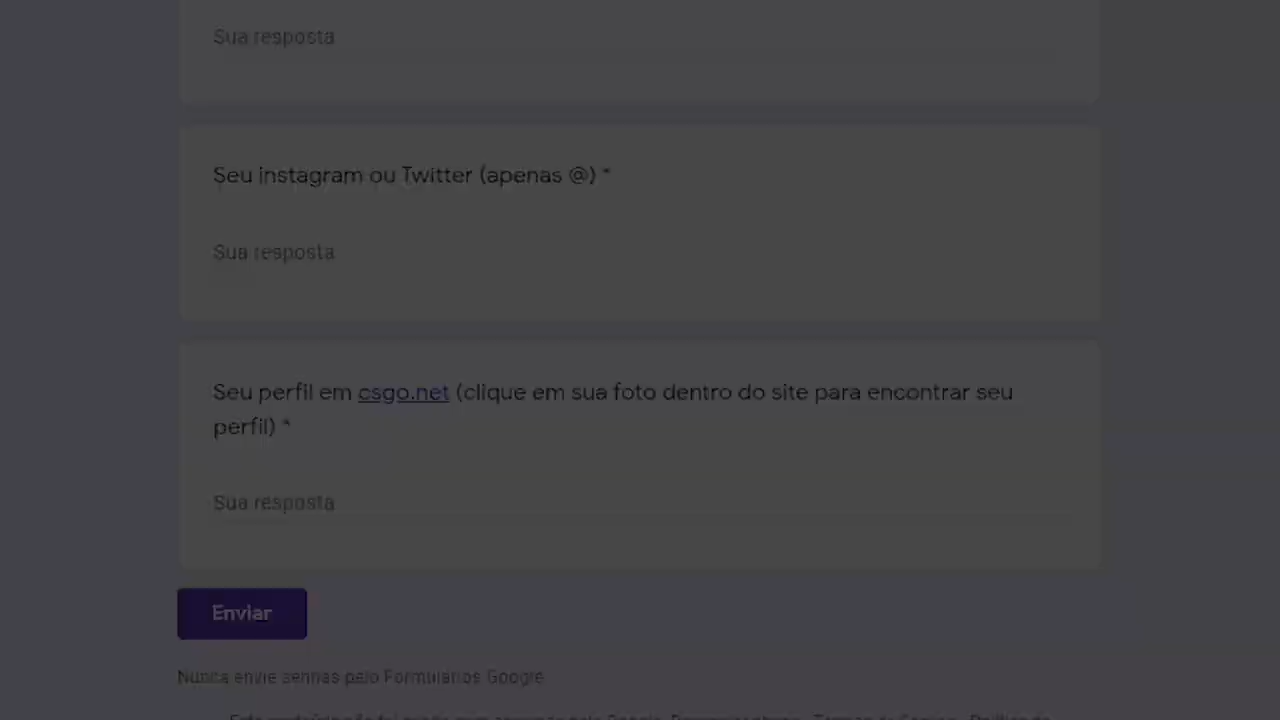 Sua resposta
Seu instagram ou Twitter (apenas @) *
Sua resposta
Seu perfil em csgo.net (clique em sua foto dentro do site para encontrar seu
perfil) *
Sua resposta
Enviar
Nunca envie senhas pelo Formulários Google